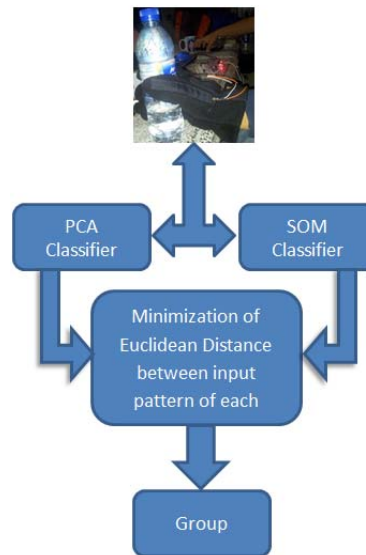 PCA
Classifier
SOM
Classifier
Minimization of
Euclidean Distance
between input
pattern of each
Group